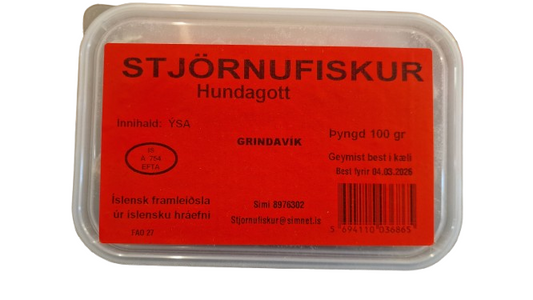 STJÖRNUFISKUR
Hundagott
Innihald: ÝSA
Þyngd 100 gr
GRINDAVÍK
IS
A 754
EFTA
Geymist best í kæli
Best fyrir 04.03.2026
Íslensk framleiðsla
úr íslensku hráefni
FAO 27
Sími 8976302
Stjornufiskur@simnet.is
5 694110 036865